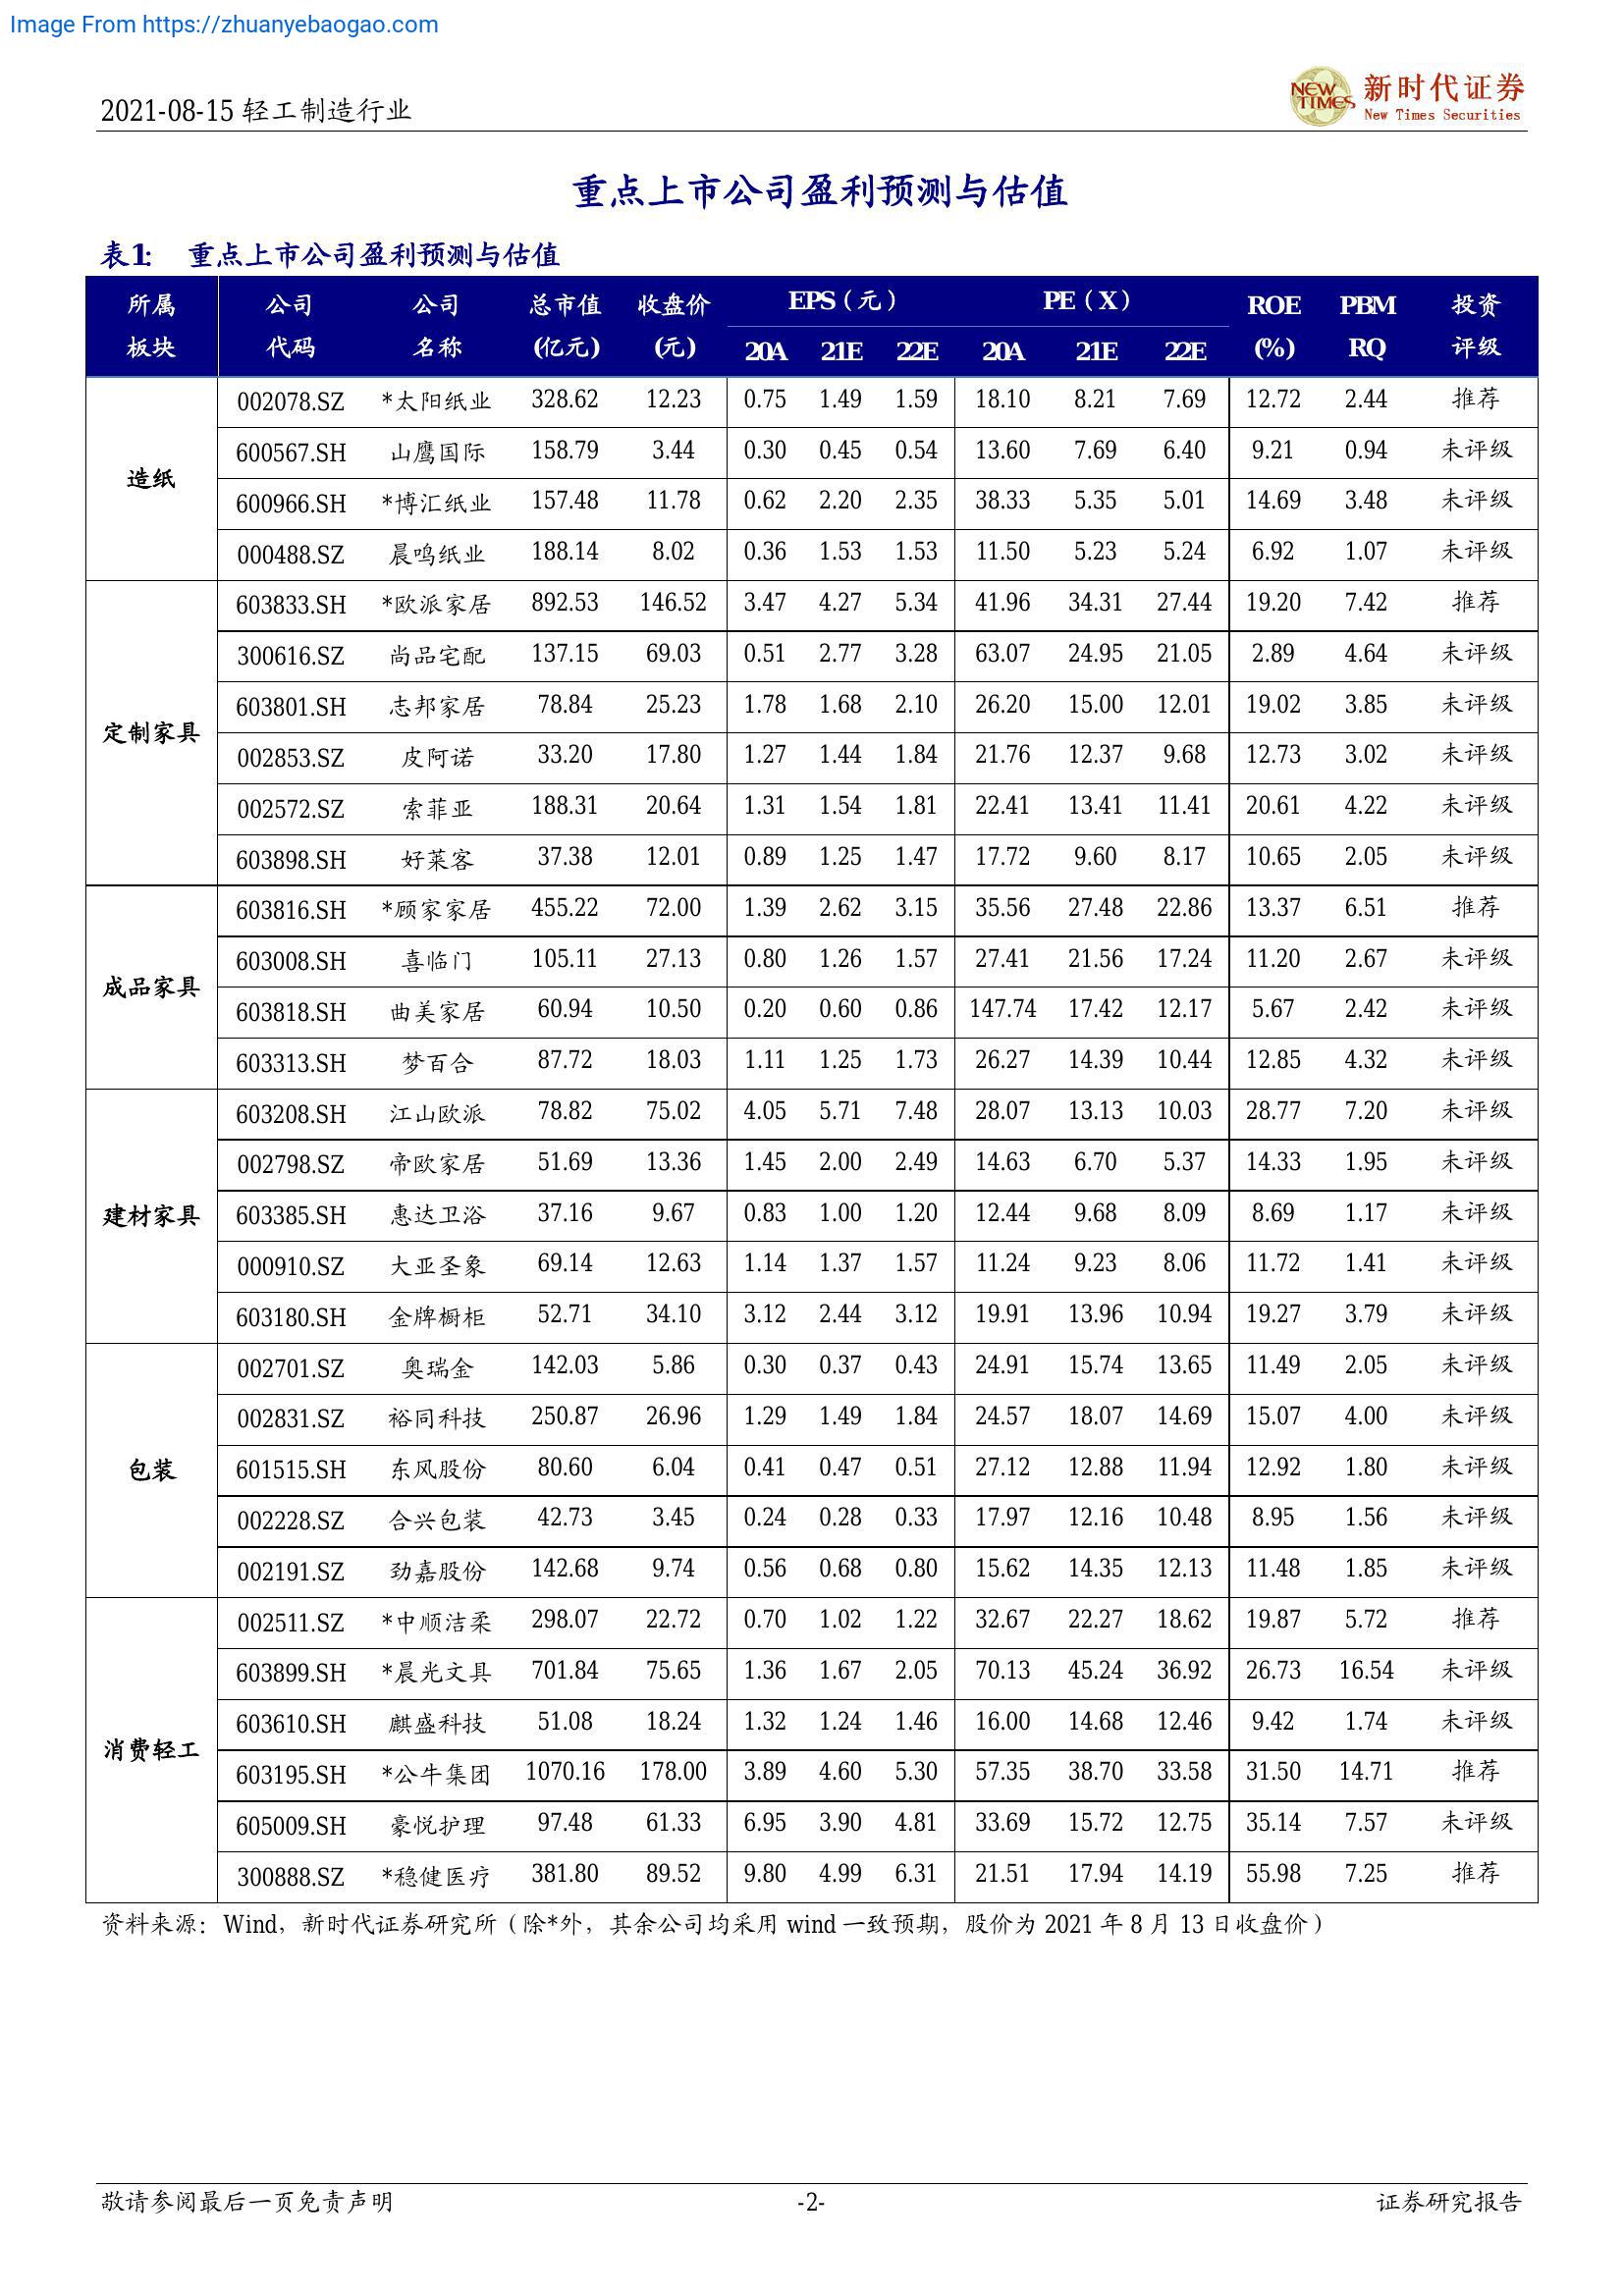 Image From https://zhuanyebaogao.com
2021-08-15 轻工制造行业
NEW TIMES 新时代证券
New Times Securities
重点上市公司盈利预测与估值
表1: 重点上市公司盈利预测与估值
所属 公司 公司 总市值 收盘价 EPS（元） PE（X） ROE PBM 投资
板块 代码 名称 (亿元) (元) 20A 21E 22E 20A 21E 22E (%) RQ 评级
造纸
002078.SZ *太阳纸业 328.62 12.23 0.75 1.49 1.59 18.10 8.21 7.69 12.72 2.44 推荐
600567.SH 山鹰国际 158.79 3.44 0.30 0.45 0.54 13.60 7.69 6.40 9.21 0.94 未评级
600966.SH *博汇纸业 157.48 11.78 0.62 2.20 2.35 38.33 5.35 5.01 14.69 3.48 未评级
000488.SZ 晨鸣纸业 188.14 8.02 0.36 1.53 1.53 11.50 5.23 5.24 6.92 1.07 未评级
定制家具
603833.SH *欧派家居 892.53 146.52 3.47 4.27 5.34 41.96 34.31 27.44 19.20 7.42 推荐
300616.SZ 尚品宅配 137.15 69.03 0.51 2.77 3.28 63.07 24.95 21.05 2.89 4.64 未评级
603801.SH 志邦家居 78.84 25.23 1.78 1.68 2.10 26.20 15.00 12.01 19.02 3.85 未评级
002853.SZ 皮阿诺 33.20 17.80 1.27 1.44 1.84 21.76 12.37 9.68 12.73 3.02 未评级
002572.SZ 索菲亚 188.31 20.64 1.31 1.54 1.81 22.41 13.41 11.41 20.61 4.22 未评级
603898.SH 好莱客 37.38 12.01 0.89 1.25 1.47 17.72 9.60 8.17 10.65 2.05 未评级
成品家具
603816.SH *顾家家居 455.22 72.00 1.39 2.62 3.15 35.56 27.48 22.86 13.37 6.51 推荐
603008.SH 喜临门 105.11 27.13 0.80 1.26 1.57 27.41 21.56 17.24 11.20 2.67 未评级
603818.SH 曲美家居 60.94 10.50 0.20 0.60 0.86 147.74 17.42 12.17 5.67 2.42 未评级
603313.SH 梦百合 87.72 18.03 1.11 1.25 1.73 26.27 14.39 10.44 12.85 4.32 未评级
建材家具
603208.SH 江山欧派 78.82 75.02 4.05 5.71 7.48 28.07 13.13 10.03 28.77 7.20 未评级
002798.SZ 帝欧家居 51.69 13.36 1.45 2.00 2.49 14.63 6.70 5.37 14.33 1.95 未评级
603385.SH 惠达卫浴 37.16 9.67 0.83 1.00 1.20 12.44 9.68 8.09 8.69 1.17 未评级
000910.SZ 大亚圣象 69.14 12.63 1.14 1.37 1.57 11.24 9.23 8.06 11.72 1.41 未评级
603180.SH 金牌橱柜 52.71 34.10 3.12 2.44 3.12 19.91 13.96 10.94 19.27 3.79 未评级
包装
002701.SZ 奥瑞金 142.03 5.86 0.30 0.37 0.43 24.91 15.74 13.65 11.49 2.05 未评级
002831.SZ 裕同科技 250.87 26.96 1.29 1.49 1.84 24.57 18.07 14.69 15.07 4.00 未评级
601515.SH 东风股份 80.60 6.04 0.41 0.47 0.51 27.12 12.88 11.94 12.92 1.80 未评级
002228.SZ 合兴包装 42.73 3.45 0.24 0.28 0.33 17.97 12.16 10.48 8.95 1.56 未评级
002191.SZ 劲嘉股份 142.68 9.74 0.56 0.68 0.80 15.62 14.35 12.13 11.48 1.85 未评级
消费轻工
002511.SZ *中顺洁柔 298.07 22.72 0.70 1.02 1.22 32.67 22.27 18.62 19.87 5.72 推荐
603899.SH *晨光文具 701.84 75.65 1.36 1.67 2.05 70.13 45.24 36.92 26.73 16.54 未评级
603610.SH 麒盛科技 51.08 18.24 1.32 1.24 1.46 16.00 14.68 12.46 9.42 1.74 未评级
603195.SH *公牛集团 1070.16 178.00 3.89 4.60 5.30 57.35 38.70 33.58 31.50 14.71 推荐
605009.SH 豪悦护理 97.48 61.33 6.95 3.90 4.81 33.69 15.72 12.75 35.14 7.57 未评级
300888.SZ *稳健医疗 381.80 89.52 9.80 4.99 6.31 21.51 17.94 14.19 55.98 7.25 推荐
资料来源：Wind，新时代证券研究所（除*外，其余公司均采用 wind 一致预期，股价为 2021 年 8 月 13 日收盘价）
敬请参阅最后一页免责声明 -2- 证券研究报告